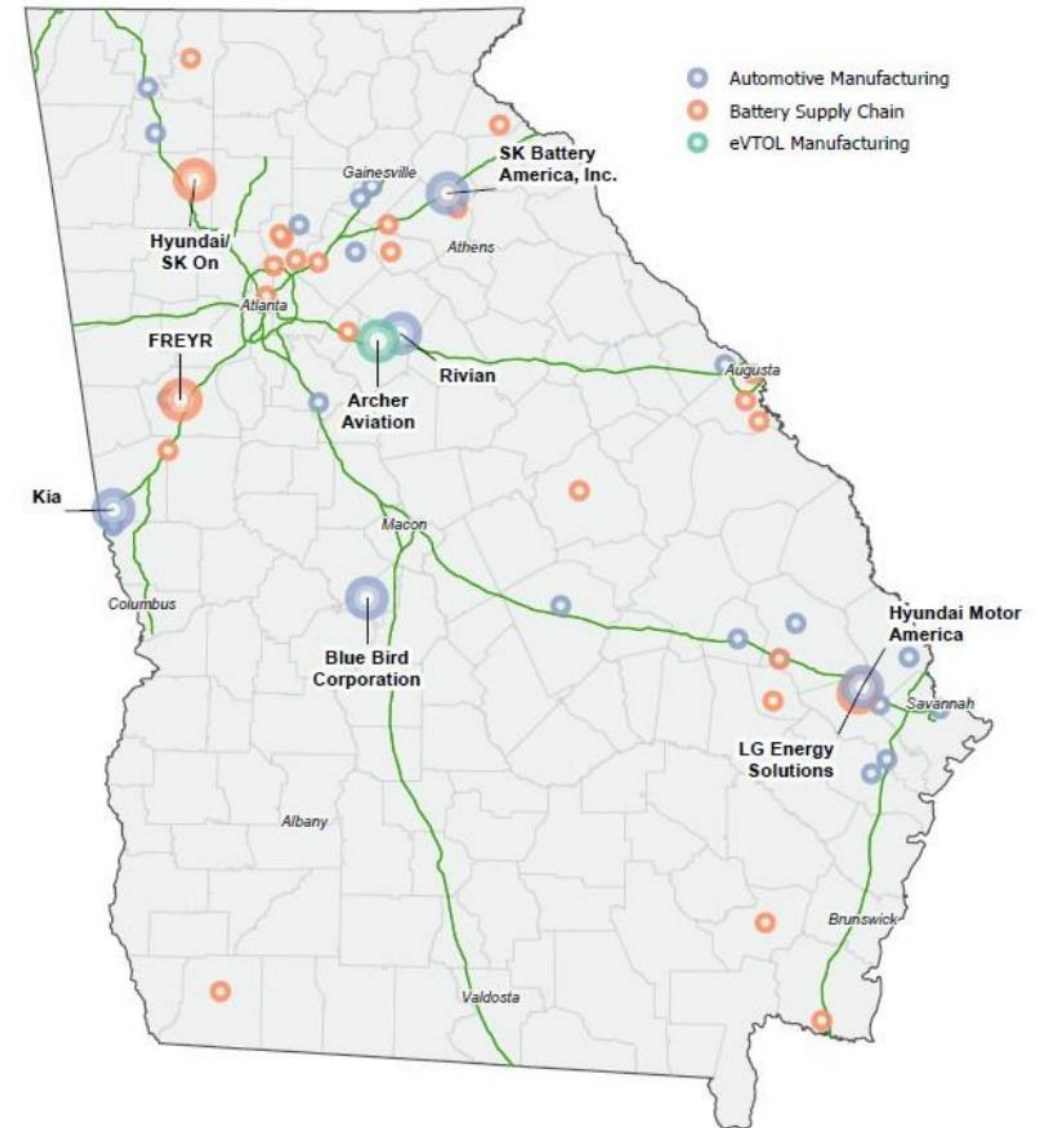 Automotive Manufacturing
Battery Supply Chain
eVTOL Manufacturing
SK Battery
America, Inc.
Gainesville
Hyundai/
SK On
Athens
Atlanta
FREYR
Rivian
Augusta
Archer
Aviation
Kia
Macon
Columbus
Hyundai Motor
America
Blue Bird
Corporation
Savannah
LG Energy
Solutions
Albany
Brunswick
Valdosta